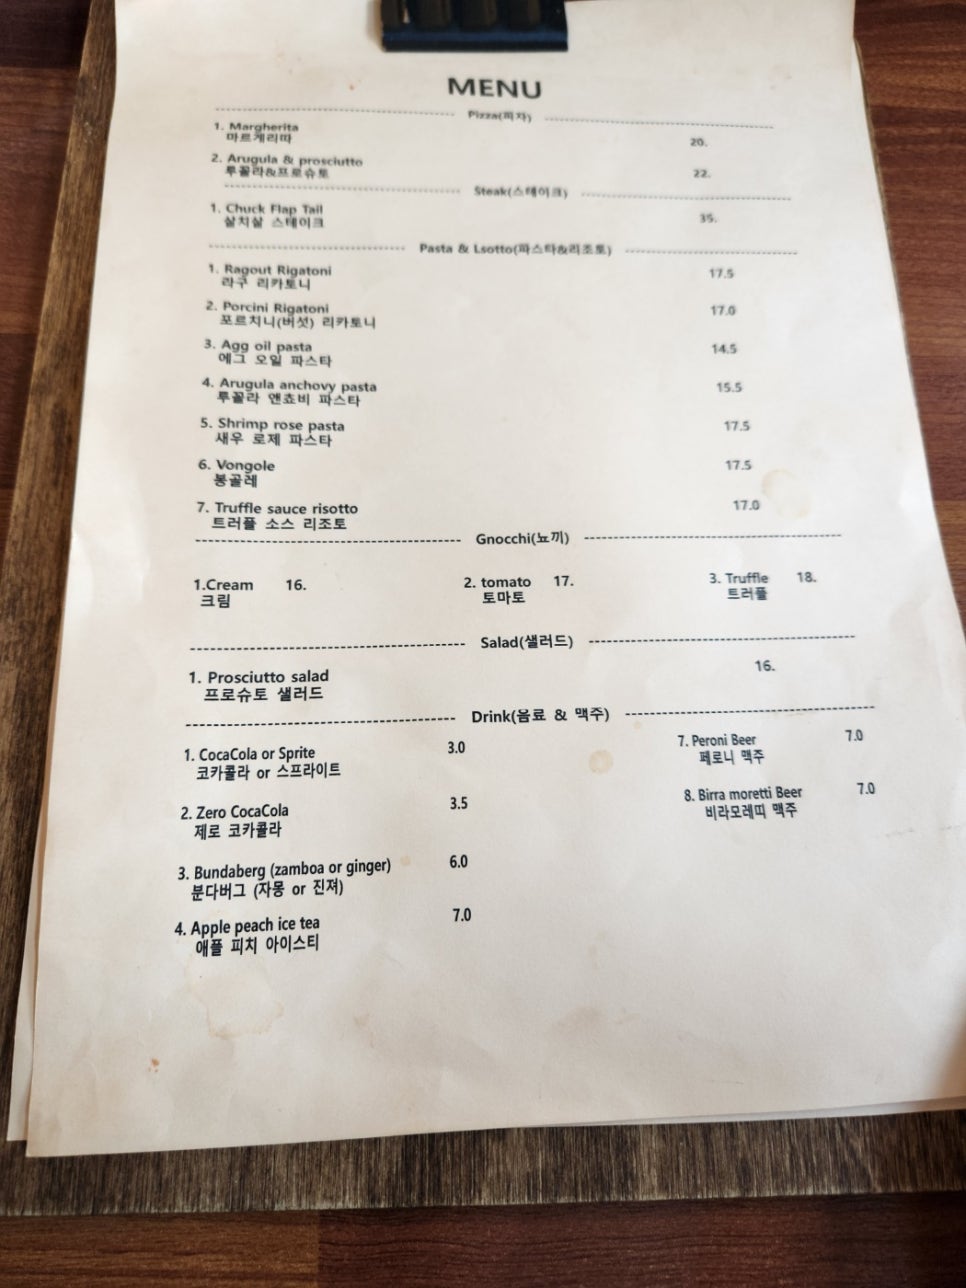 MENU
Pizza(피자)
1. Margherita
마르게리따
20.
2. Arugula & prosciutto
루꼴라&프로슈토
22.
Steak(스테이크)
1. Chuck Flap Tail
살치살 스테이크
35.
Pasta & Lsotto(파스타&리조토)
1. Ragout Rigatoni
라구 리카토니
17.5
2. Porcini Rigatoni
포르치니(버섯) 리카토니
17.0
3. Agg oil pasta
에그 오일 파스타
14.5
4. Arugula anchovy pasta
루꼴라 앤쵸비 파스타
15.5
5. Shrimp rose pasta
새우 로제 파스타
17.5
6. Vongole
봉골레
17.5
7. Truffle sauce risotto
트러플 소스 리조토
17.0
Gnocchi(뇨끼)
1.Cream 16.
크림
2. tomato 17.
토마토
3. Truffle 18.
트러플
Salad(샐러드)
1. Prosciutto salad
프로슈토 샐러드
16.
Drink(음료 & 맥주)
1. CocaCola or Sprite 3.0
코카콜라 or 스프라이트
2. Zero CocaCola 3.5
제로 코카콜라
3. Bundaberg (zamboa or ginger) 6.0
분다버그 (자몽 or 진져)
4. Apple peach ice tea 7.0
애플 피치 아이스티
7. Peroni Beer 7.0
페로니 맥주
8. Birra moretti Beer 7.0
비라모레띠 맥주